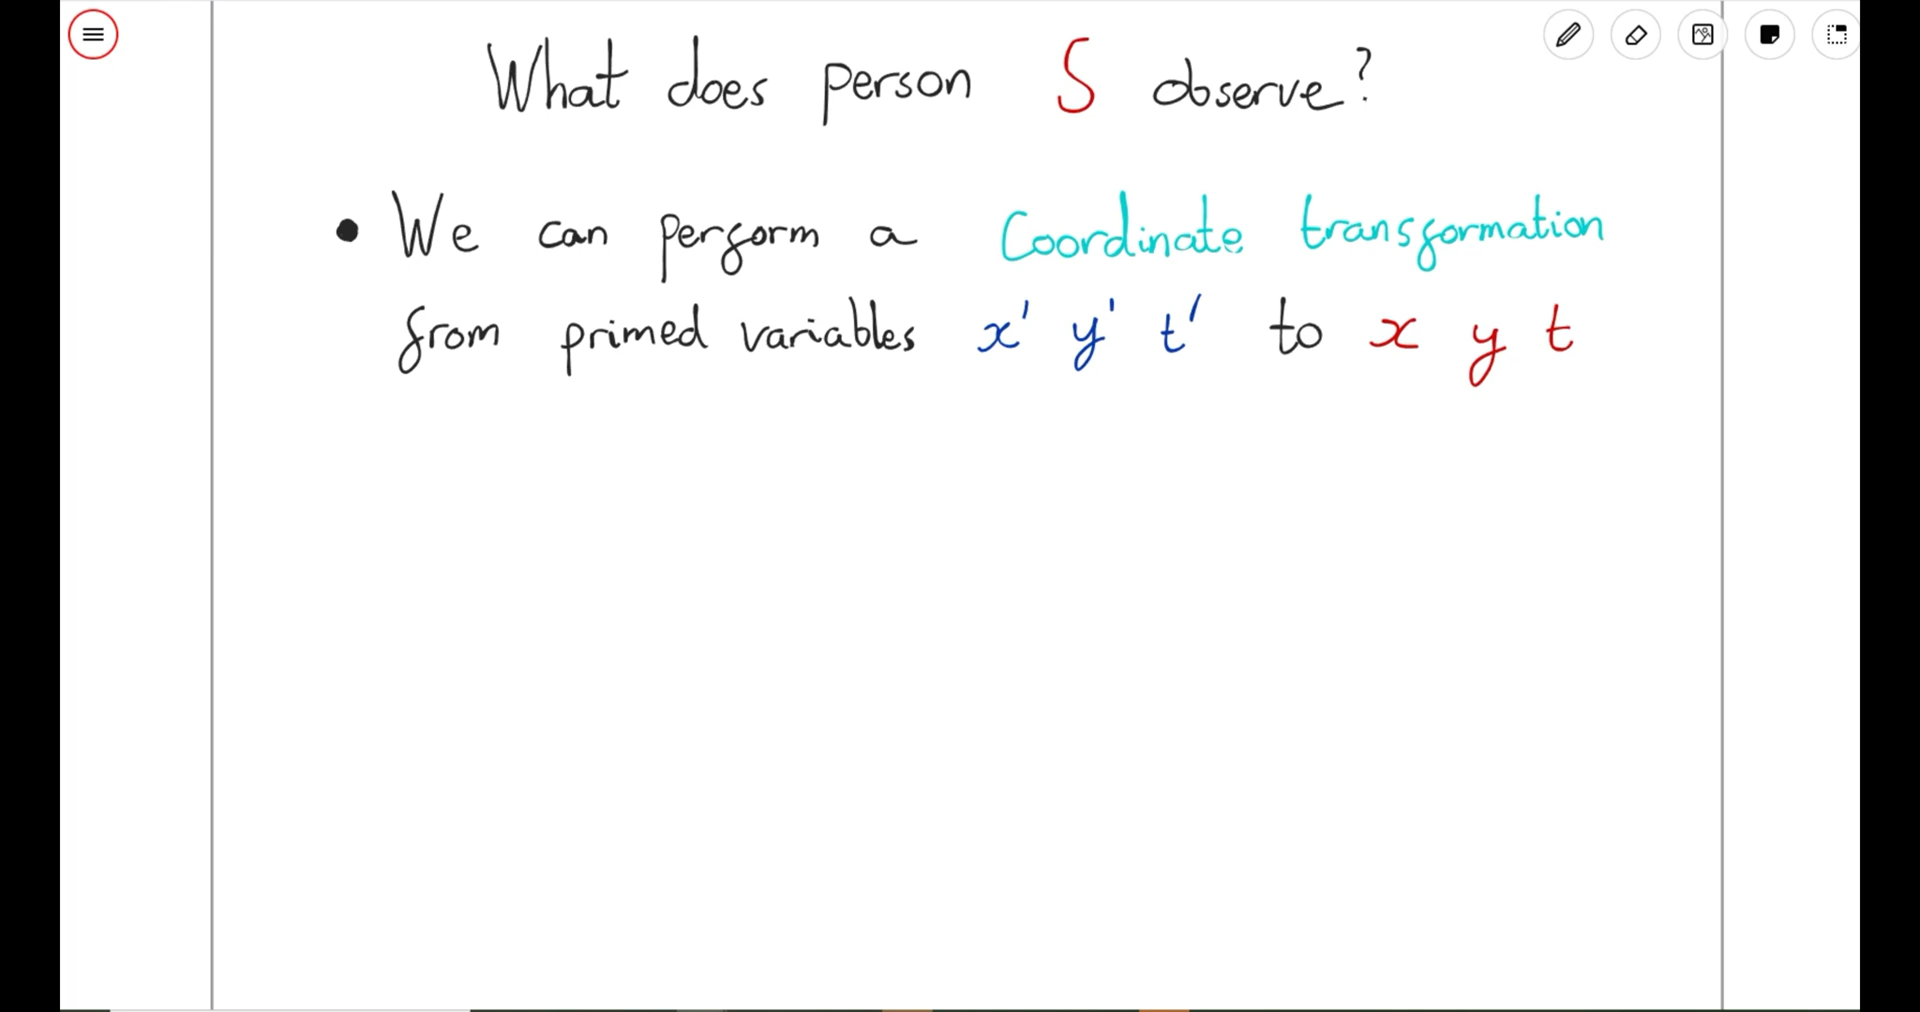 What does person S observe?
• We can perform a Coordinate transformation
from primed variables x' y' t' to x y t